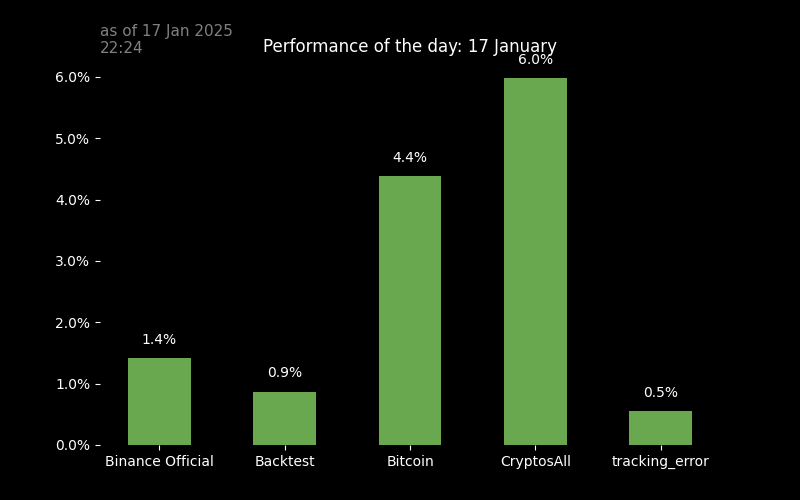 as of 17 Jan 2025
22:24
Performance of the day: 17 January
6.0%
5.0%
4.0%
3.0%
2.0%
1.0%
0.0%
1.4%
0.9%
4.4%
6.0%
0.5%
Binance Official
Backtest
Bitcoin
CryptosAll
tracking_error